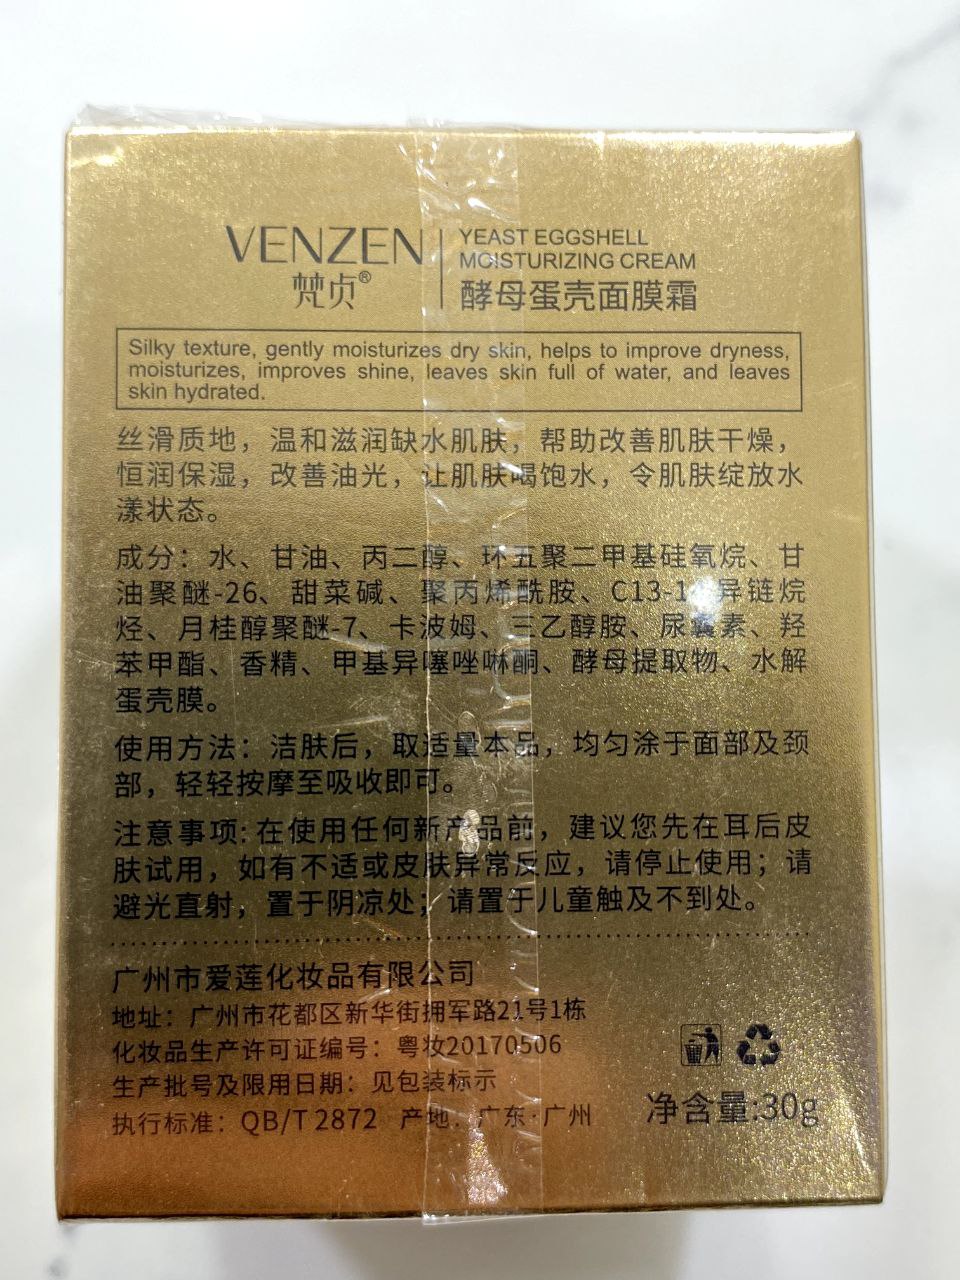 VENZEN
梵贞®
YEAST EGGSHELL
MOISTURIZING CREAM
酵母蛋壳面膜霜
Silky texture, gently moisturizes dry skin, helps to improve dryness,
moisturizes, improves shine, leaves skin full of water, and leaves
skin hydrated.
丝滑质地，温和滋润缺水肌肤，帮助改善肌肤干燥，
恒润保湿，改善油光，让肌肤喝饱水，令肌肤绽放水
漾状态。
成分：水、甘油、丙二醇、环五聚二甲基硅氧烷、甘
油聚醚-26、甜菜碱、聚丙烯酰胺、C13-1 异链烷
烃、月桂醇聚醚-7、卡波姆、三乙醇胺、尿囊素、羟
苯甲酯、香精、甲基异噻唑啉酮、酵母提取物、水解
蛋壳膜。
使用方法：洁肤后，取适量本品，均匀涂于面部及颈
部，轻轻按摩至吸收即可。
注意事项:在使用任何新产品前，建议您先在耳后皮
肤试用，如有不适或皮肤异常反应，请停止使用；请
避光直射，置于阴凉处；请置于儿童触及不到处。
广州市爱莲化妆品有限公司
地址：广州市花都区新华街拥军路21号1栋
化妆品生产许可证编号：粤妆20170506
生产批号及限用日期：见包装标示
执行标准：QB/T 2872 产地：广东·广州
净含量:30g